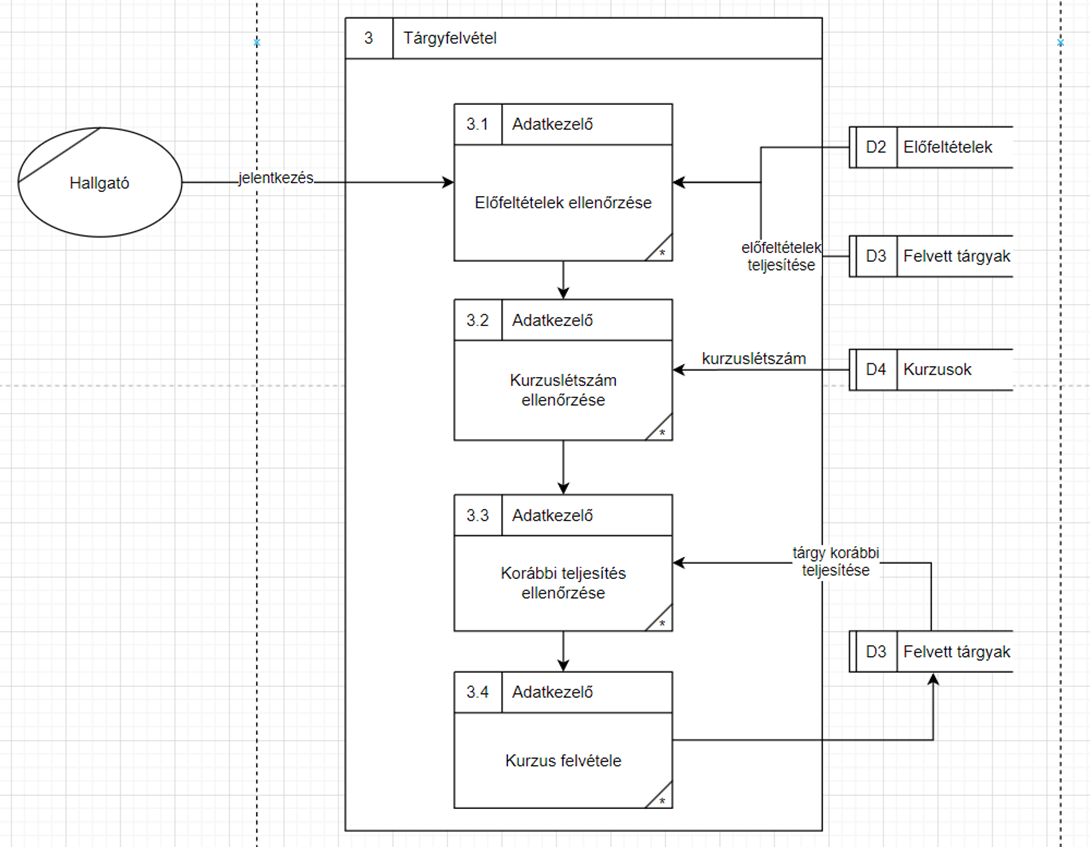 3 Tárgyfelvétel
3.1 Adatkezelő
Előfeltételek ellenőrzése
*
Hallgató
jelentkezés
D2 Előfeltételek
előfeltételek
teljesítése
D3 Felvett tárgyak
3.2 Adatkezelő
Kurzuslétszám
ellenőrzése
*
kurzuslétszám
D4 Kurzusok
3.3 Adatkezelő
Korábbi teljesítés
ellenőrzése
*
tárgy korábbi
teljesítése
D3 Felvett tárgyak
3.4 Adatkezelő
Kurzus felvétele
*